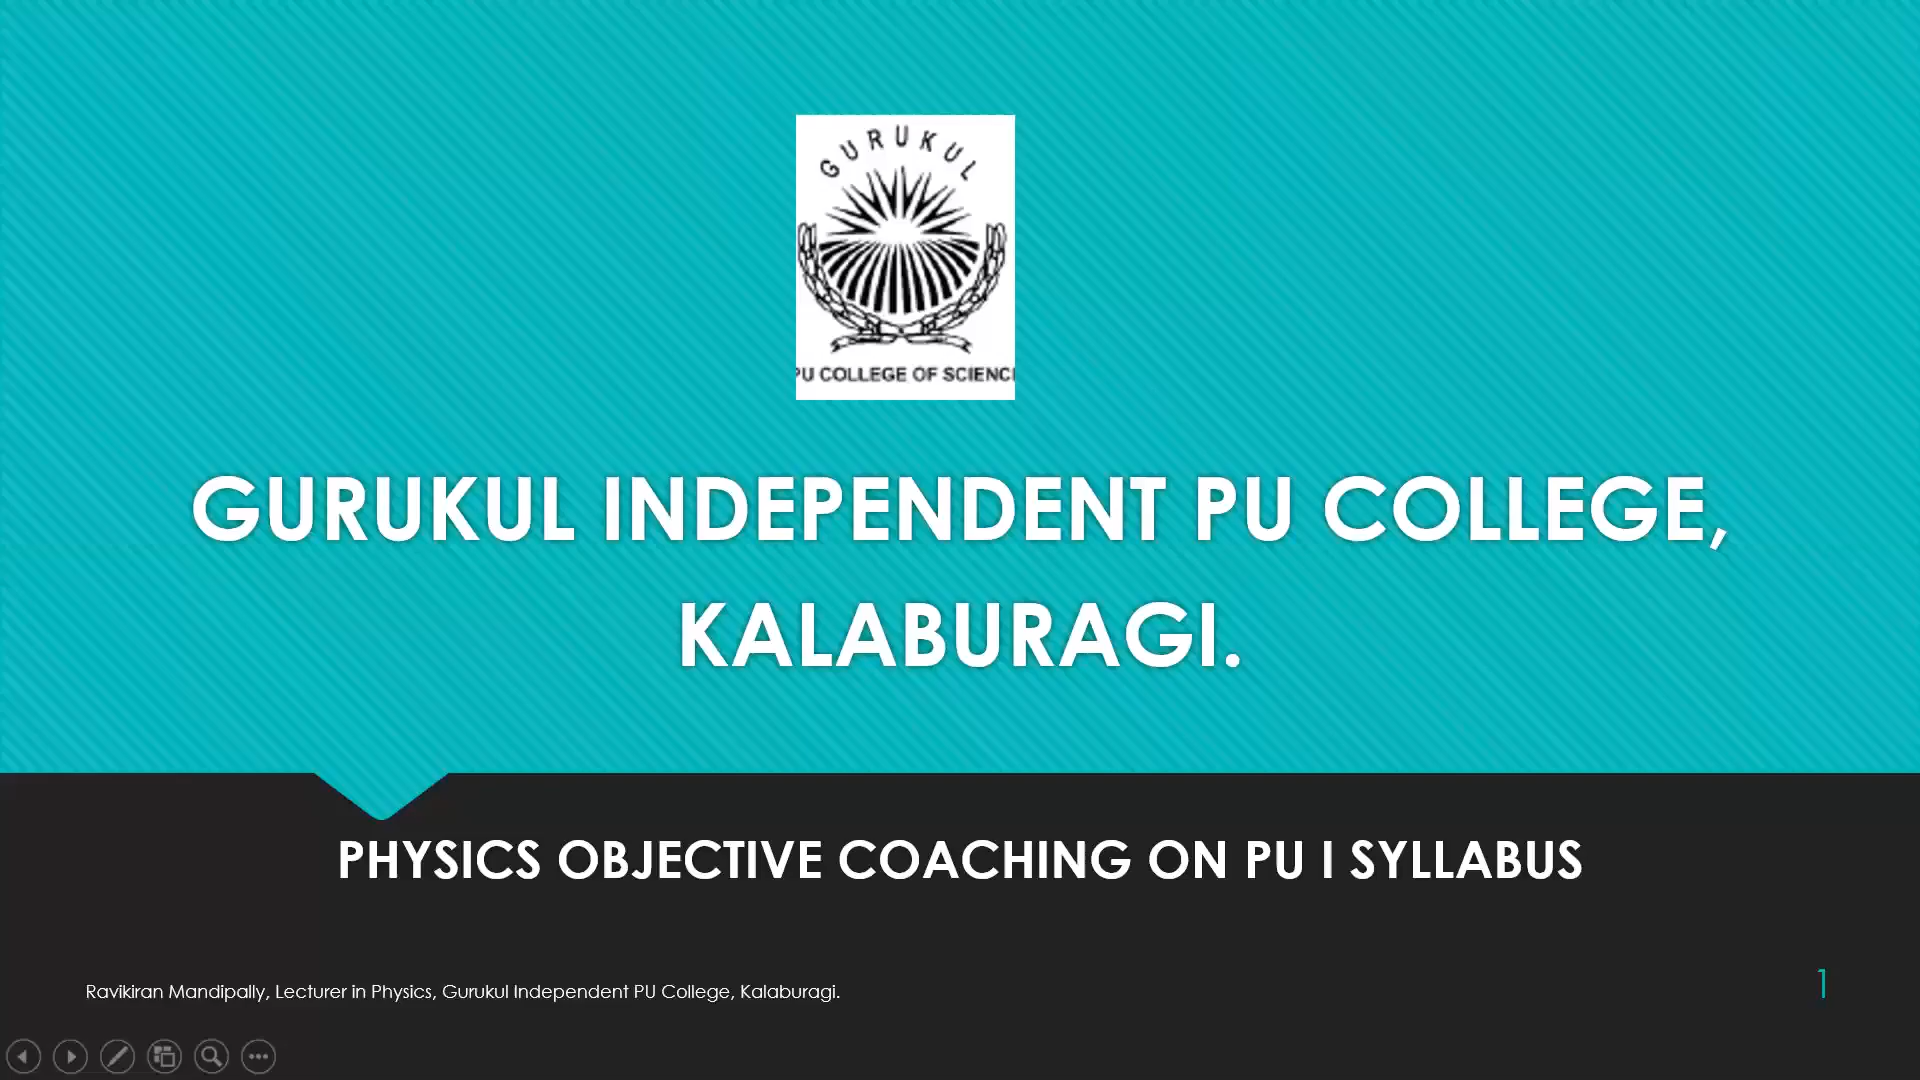 GURUKUL
PU COLLEGE OF SCIENC
GURUKUL INDEPENDENT PU COLLEGE,
KALABURAGI.
PHYSICS OBJECTIVE COACHING ON PU I SYLLABUS
Ravikiran Mandipally, Lecturer in Physics, Gurukul Independent PU College, Kalaburagi.
1